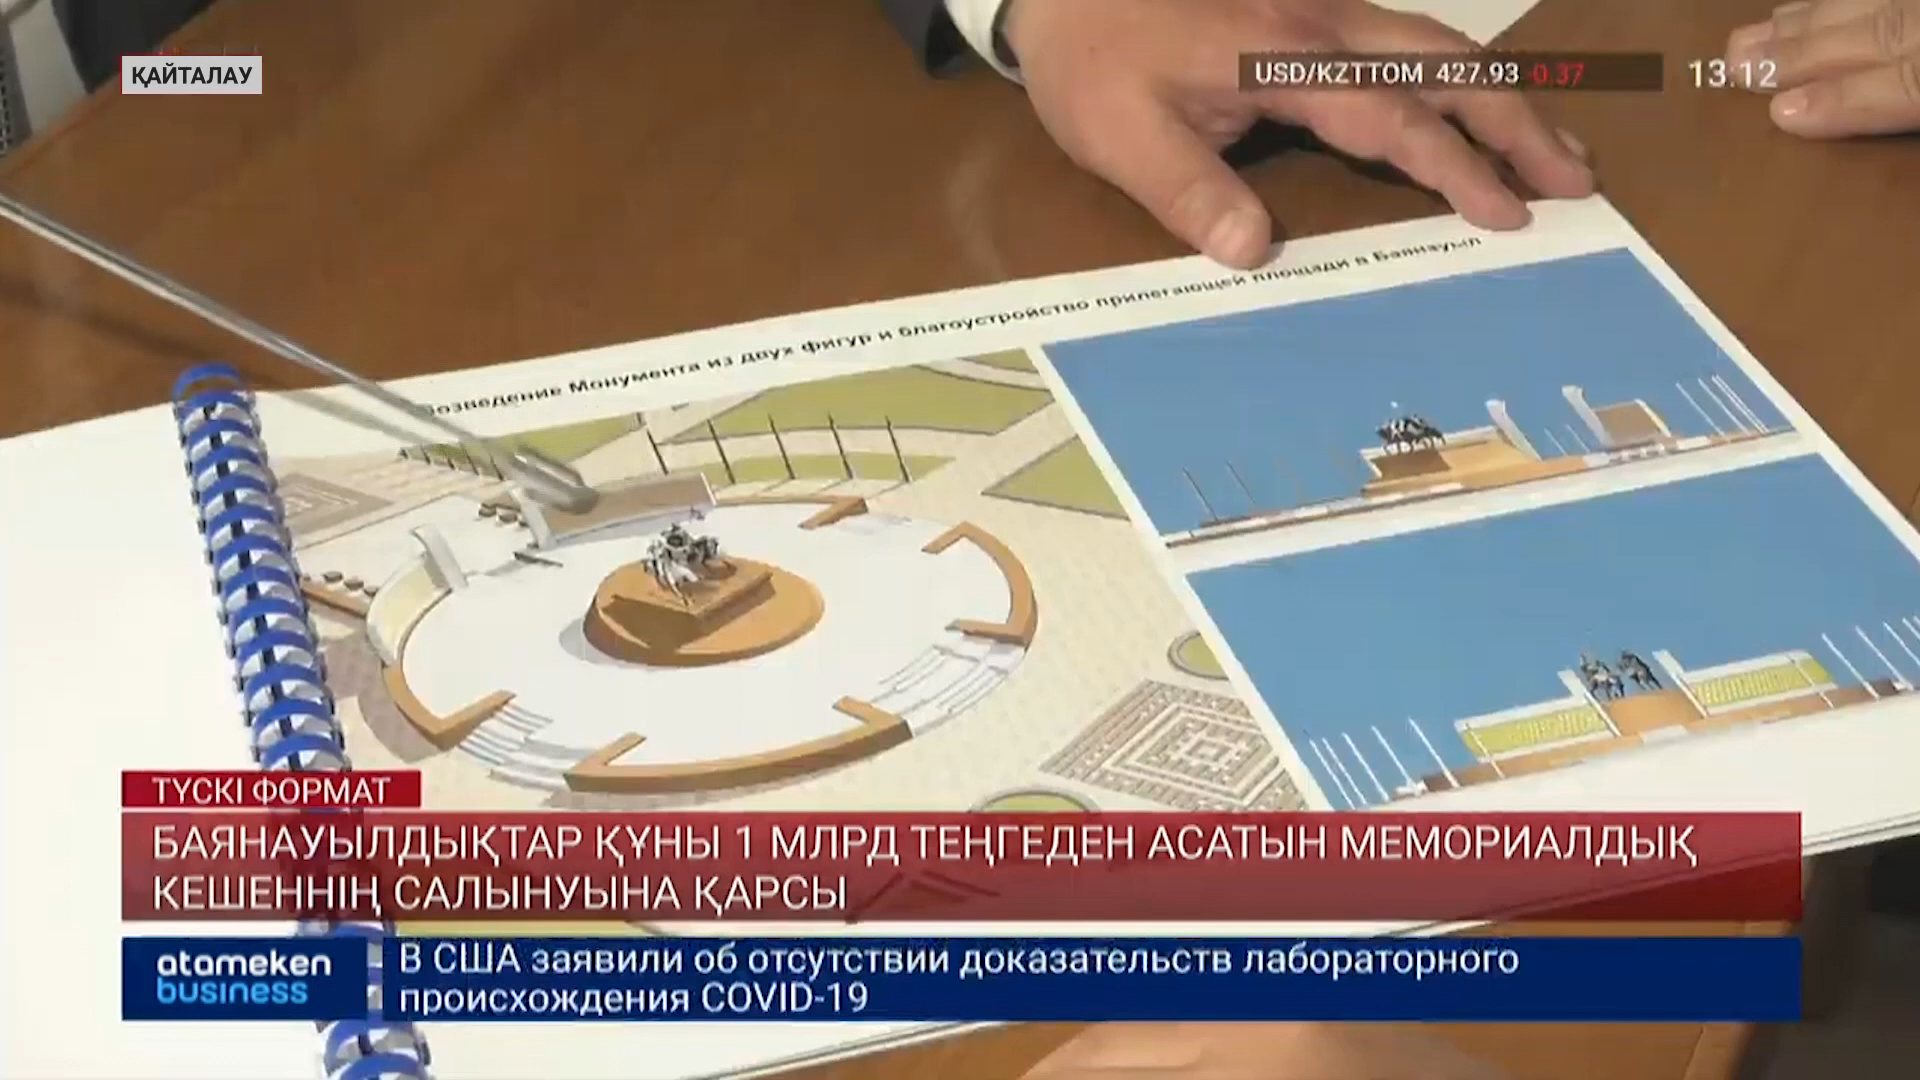 ҚАЙТАЛАУ
USD/KZTTOM 427.93 -0.37
13:12
Возведение Монумента из двух фигур и благоустройство прилегающей площади в Баянауыл
ТҮСКІ ФОРМАТ
БАЯНАУЫЛДЫҚТАР ҚҰНЫ 1 МЛРД ТЕҢГЕДЕН АСАТЫН МЕМОРИАЛДЫҚ
КЕШЕННІҢ САЛЫНУЫНА ҚАРСЫ
atameken
business
В США заявили об отсутствии доказательств лабораторного
происхождения COVID-19